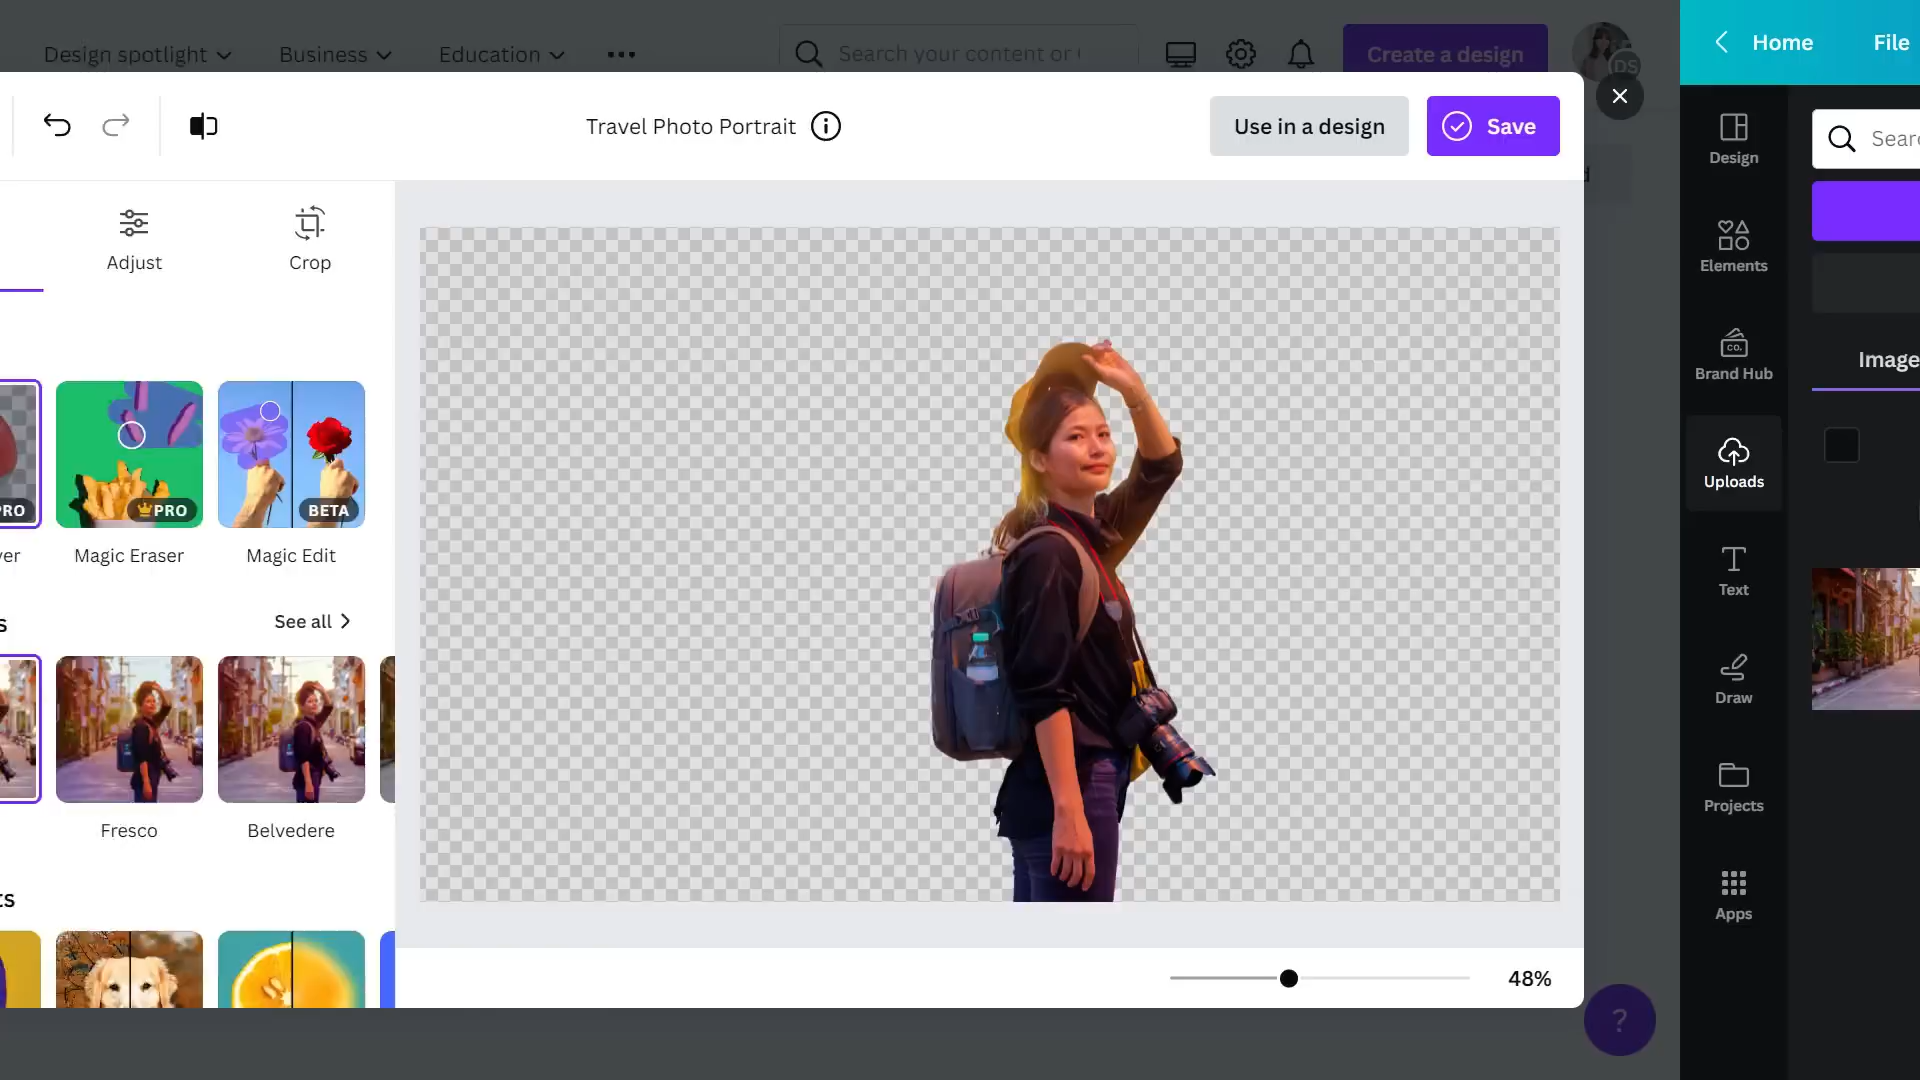 Design spotlight
Business
Education
Search your content or
Create a design
DS
Home
File
Travel Photo Portrait
Use in a design
Save
Sear
Adjust
Crop
PRO
PRO
BETA
ver
Magic Eraser
Magic Edit
s
See all
Fresco
Belvedere
ts
48%
?
Design
Elements
CO.
Brand Hub
Image
Uploads
Text
Draw
Projects
Apps